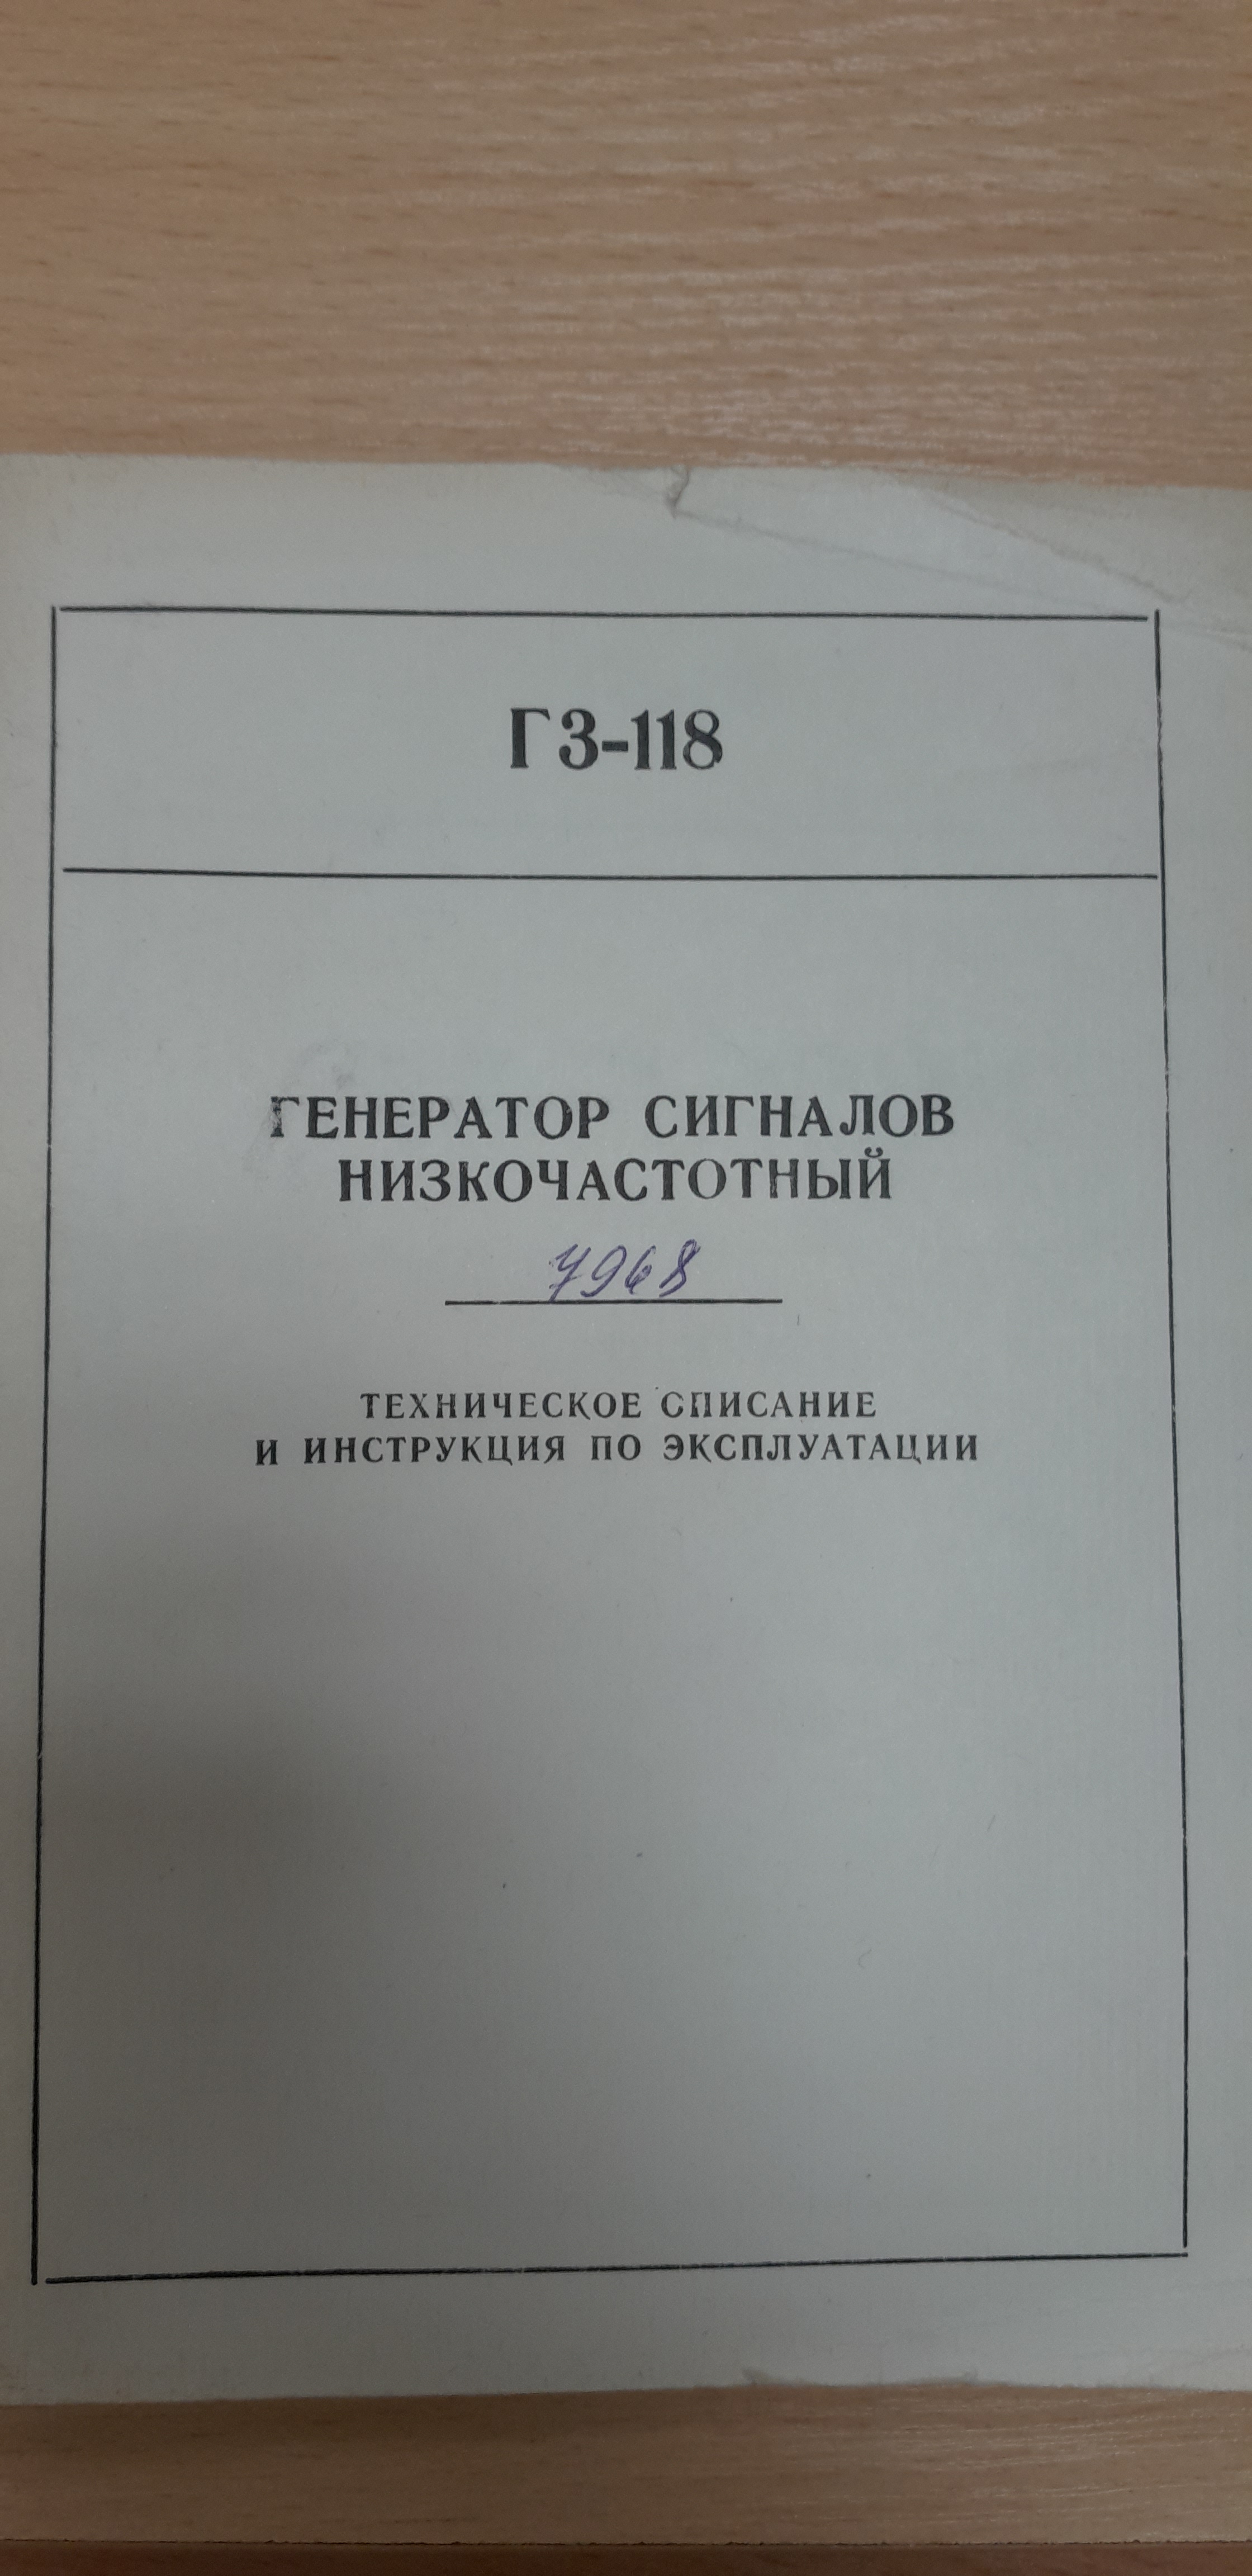 Г3-118
ГЕНЕРАТОР СИГНАЛОВ
НИЗКОЧАСТОТНЫЙ
7968
ТЕХНИЧЕСКОЕ ОПИСАНИЕ
И ИНСТРУКЦИЯ ПО ЭКСПЛУАТАЦИИ